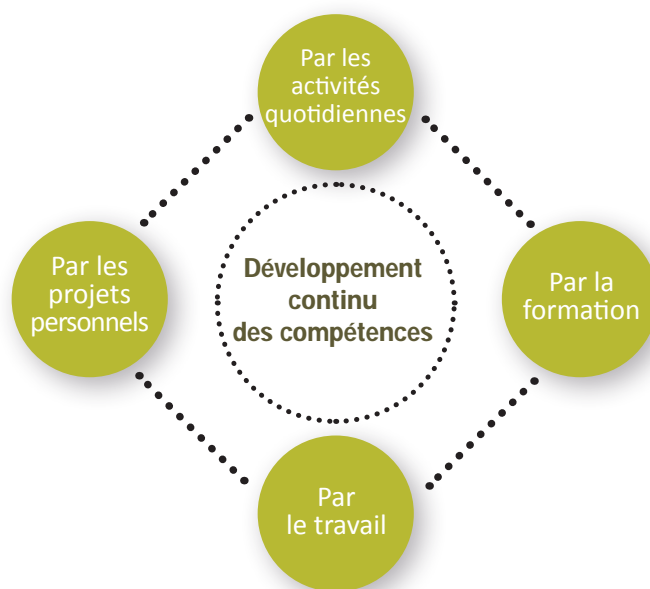 Par les
activités
quotidiennes
Par les
projets
personnels
Développement
continu
des compétences
Par la
formation
Par
le travail